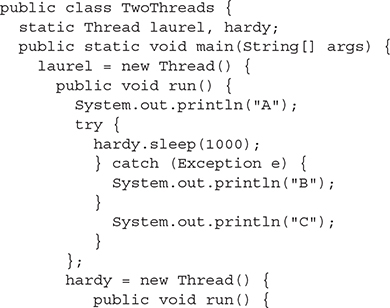 public class TwoThreads {
static Thread laurel, hardy;
public static void main(String[] args) {
laurel = new Thread() {
public void run() {
System.out.println("A");
try {
hardy.sleep(1000);
} catch (Exception e) {
System.out.println("B");
}
System.out.println("C");
}
};
hardy = new Thread() {
public void run() {